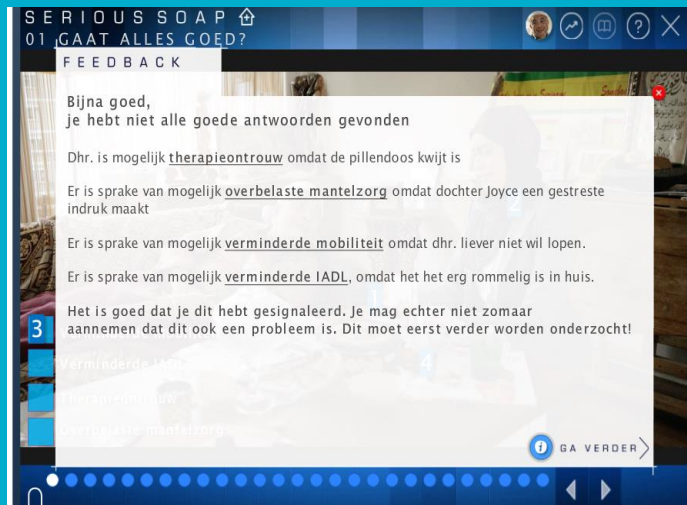 SERIOUS SOAP
01 GAAT ALLES GOED?
?
FEEDBACK
Bijna goed,
je hebt niet alle goede antwoorden gevonden
Dhr. is mogelijk therapieontrouw omdat de pillendoos kwijt is
Er is sprake van mogelijk overbelaste mantelzorg omdat dochter Joyce een gestreste
indruk maakt
Er is sprake van mogelijk verminderde mobiliteit omdat dhr. liever niet wil lopen.
Er is sprake van mogelijk verminderde IADL, omdat het het erg rommelig is in huis.
Het is goed dat je dit hebt gesignaleerd. Je mag echter niet zomaar
aannemen dat dit ook een probleem is. Dit moet eerst verder worden onderzocht!
3
Verminderde IADL
Therapieontrouw
Overbelaste mantelzorg
4
GA VERDER